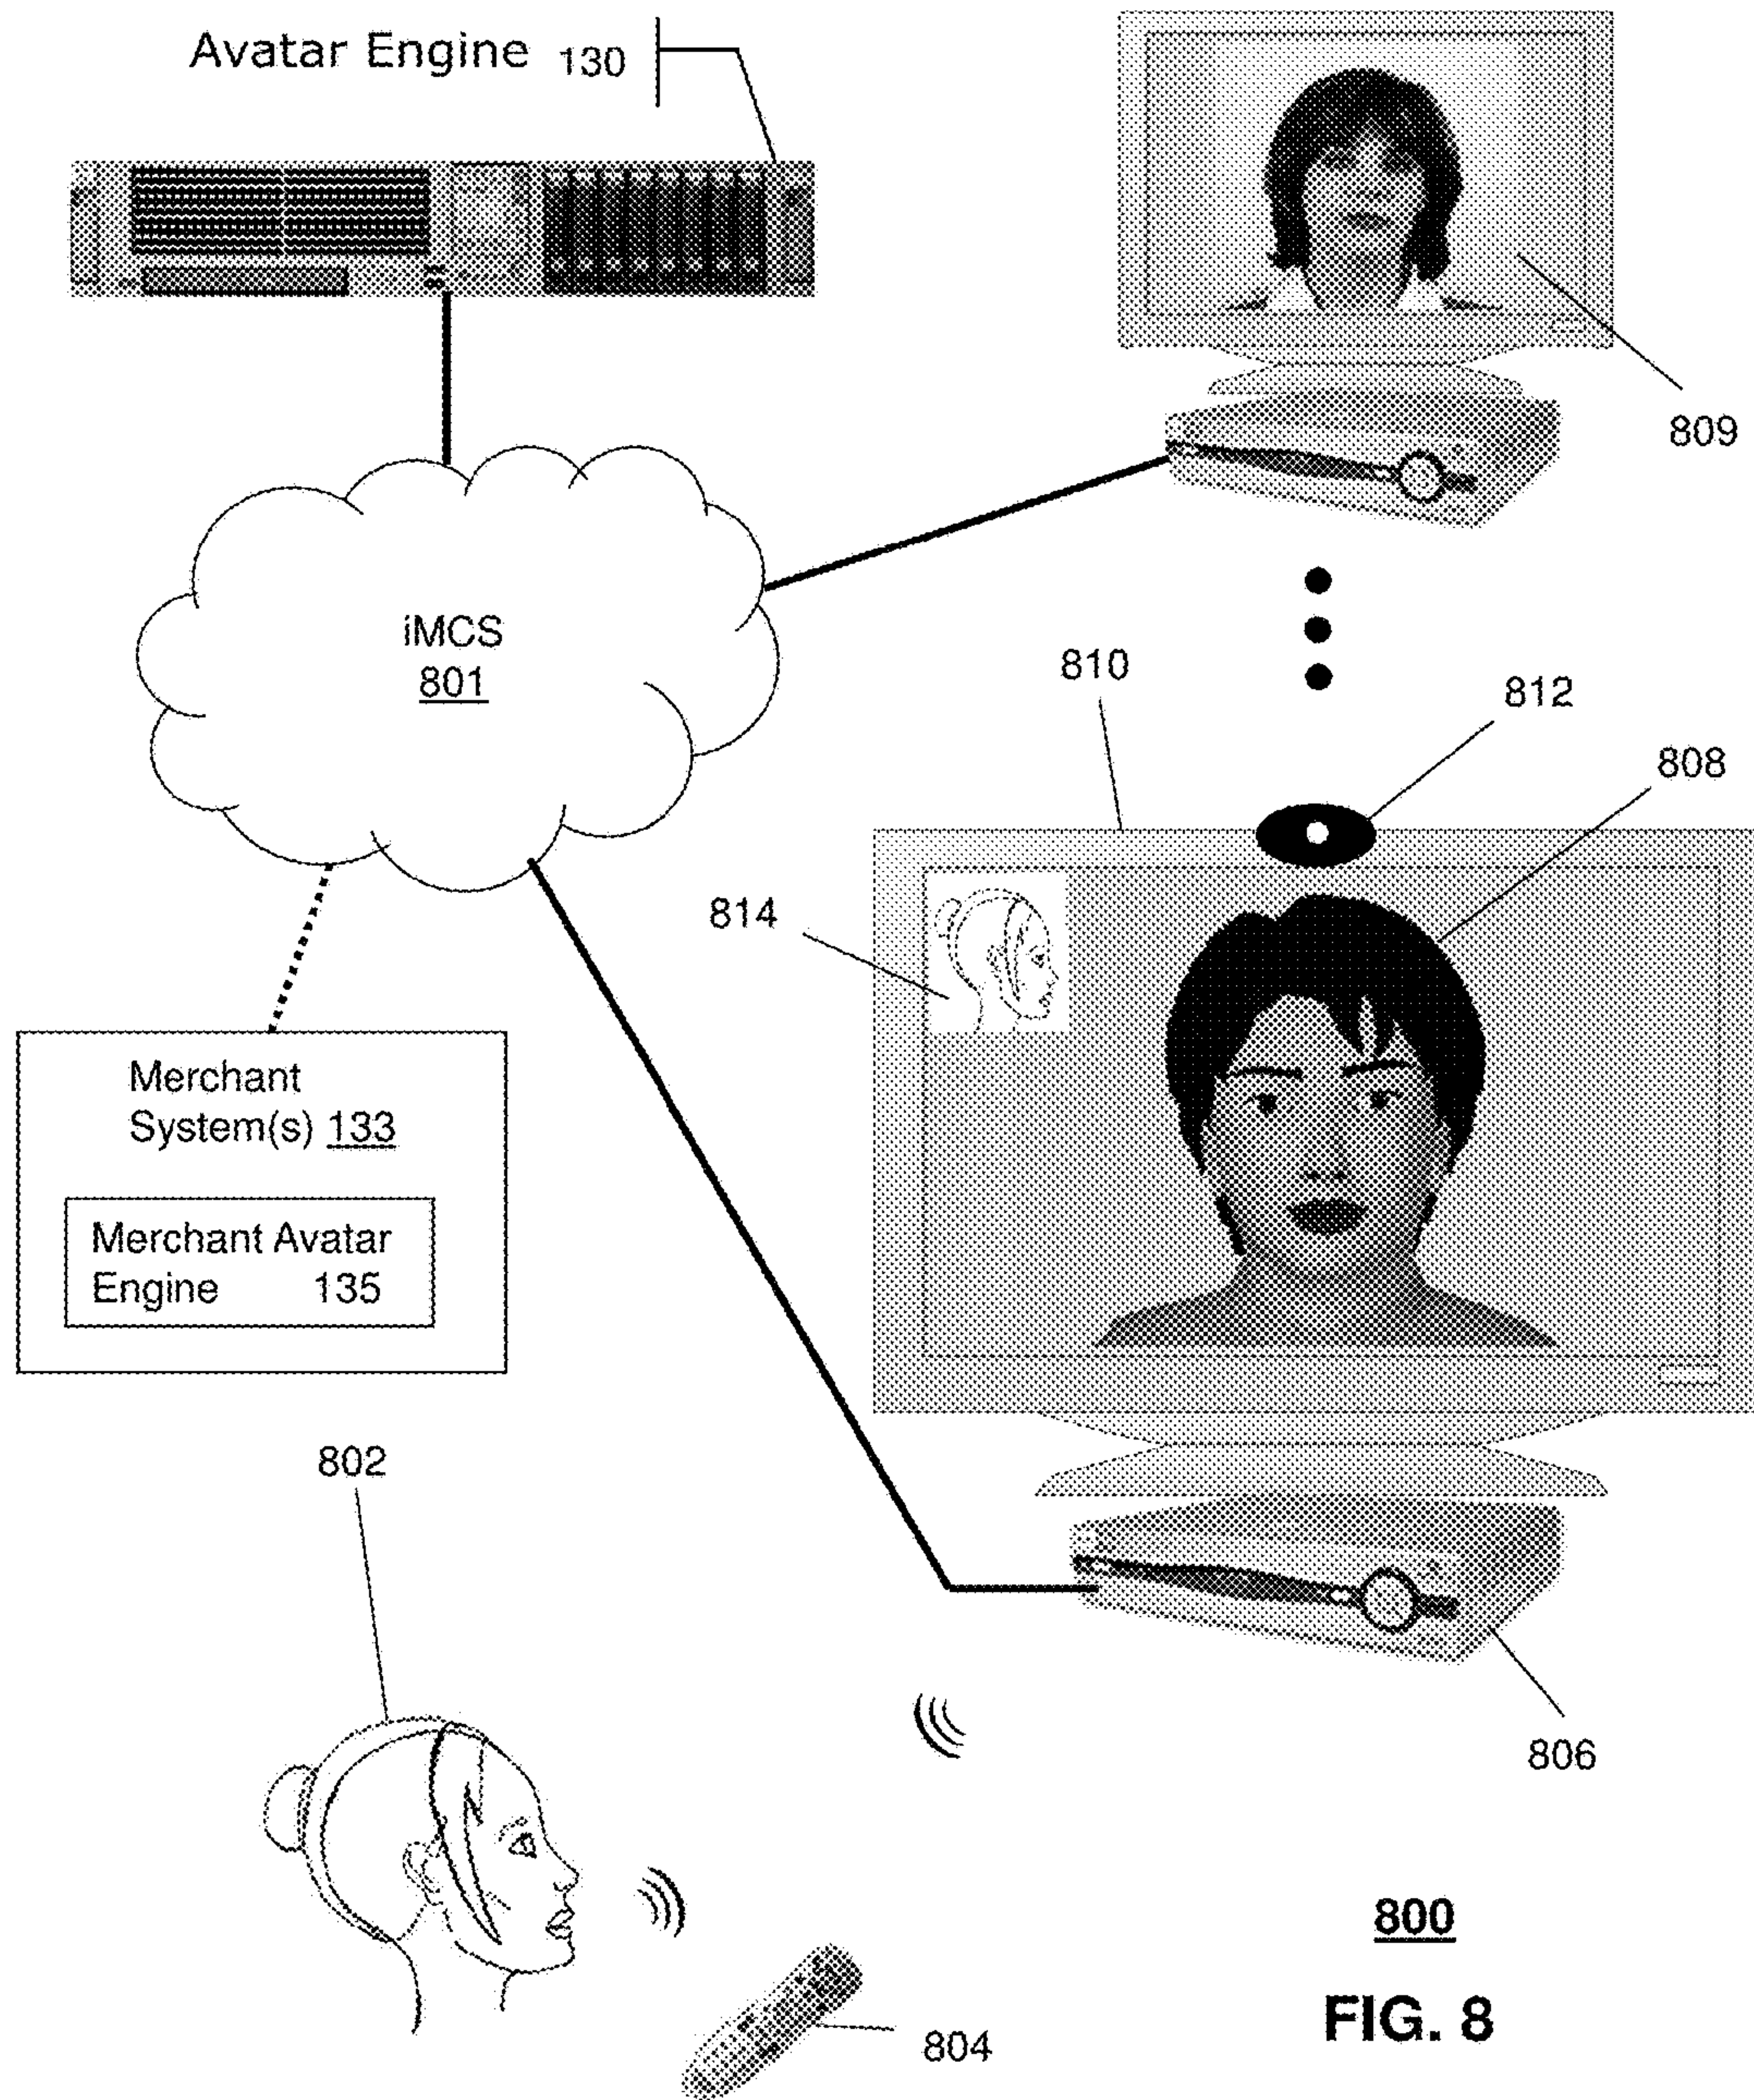 Avatar Engine 130
809
iMCS
801
810
812
808
814
Merchant
System(s) 133
Merchant Avatar
Engine 135
802
806
800
804
FIG. 8